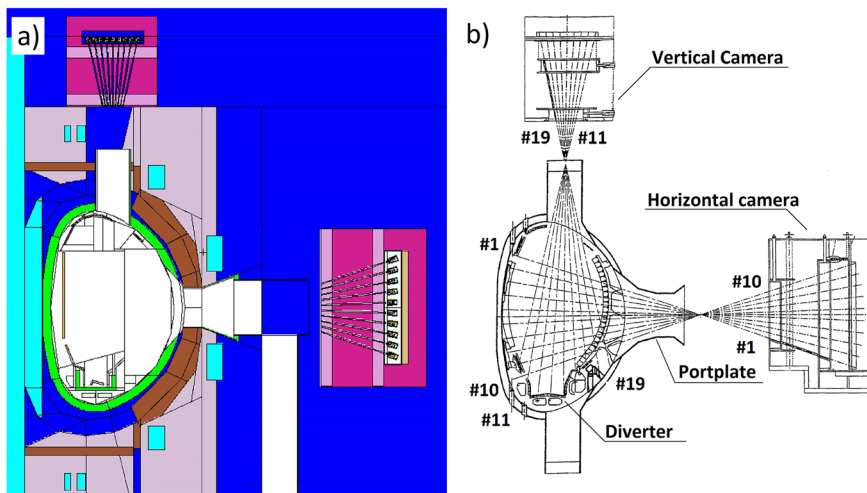 a)
b)
Vertical Camera
#19
#11
Horizontal camera
#1
#10
#1
#10
#19
Portplate
#11
Diverter